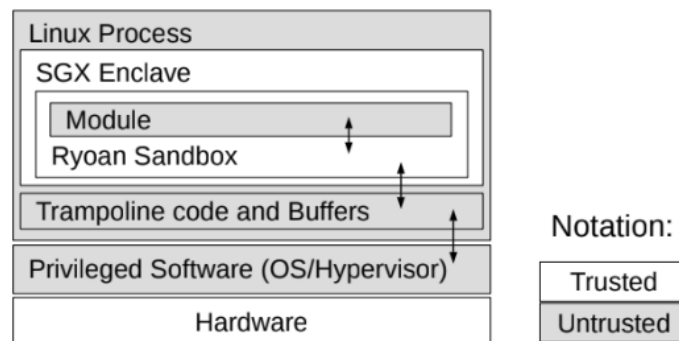 Linux Process
SGX Enclave
Module
Ryoan Sandbox
Trampoline code and Buffers
Privileged Software (OS/Hypervisor)
Hardware
Notation:
Trusted
Untrusted